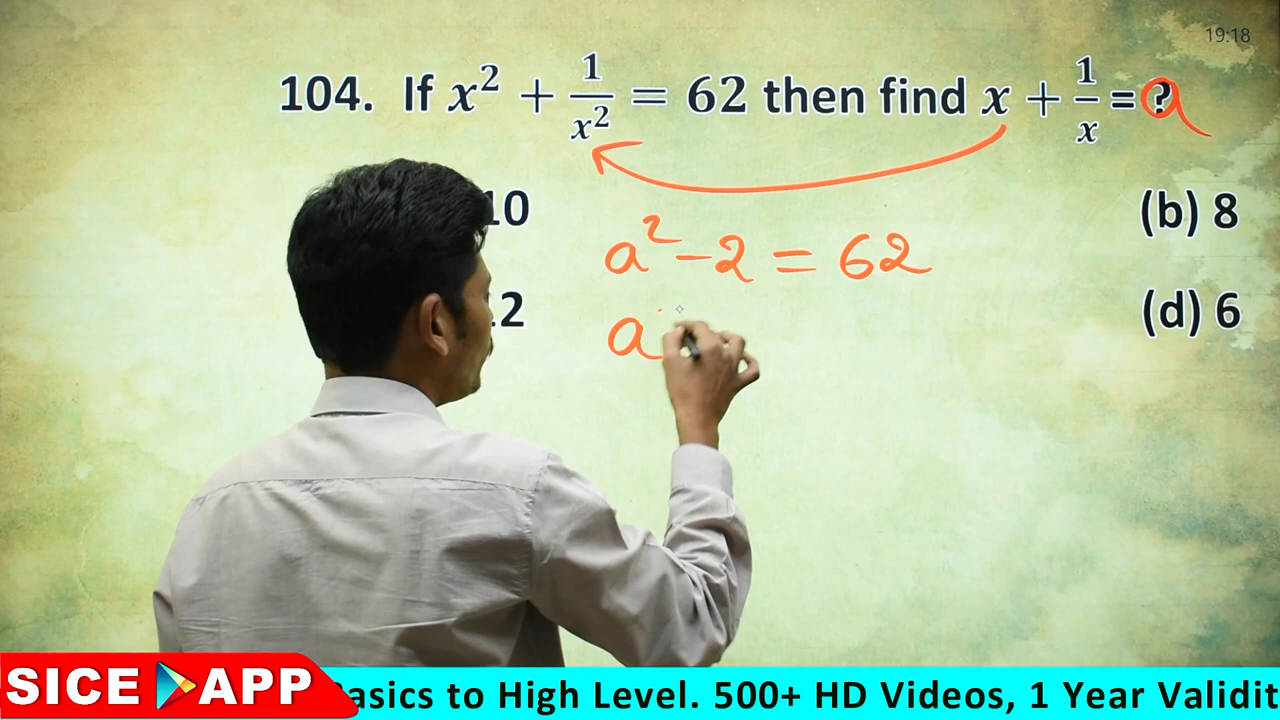 19:18
104. If x² + 1/x² = 62 then find x + 1/x = ? a
10 (b) 8
a² - 2 = 62
2 (d) 6
a
SICE APP
Basics to High Level. 500+ HD Videos, 1 Year Validit